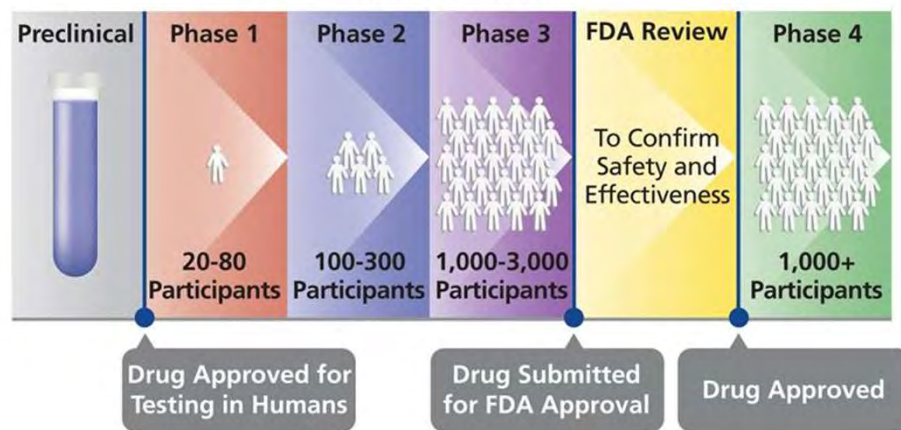 Preclinical
Phase 1
Phase 2
Phase 3
FDA Review
Phase 4
To Confirm
Safety and
Effectiveness
20-80
Participants
100-300
Participants
1,000-3,000
Participants
1,000+
Participants
Drug Approved for
Testing in Humans
Drug Submitted
for FDA Approval
Drug Approved